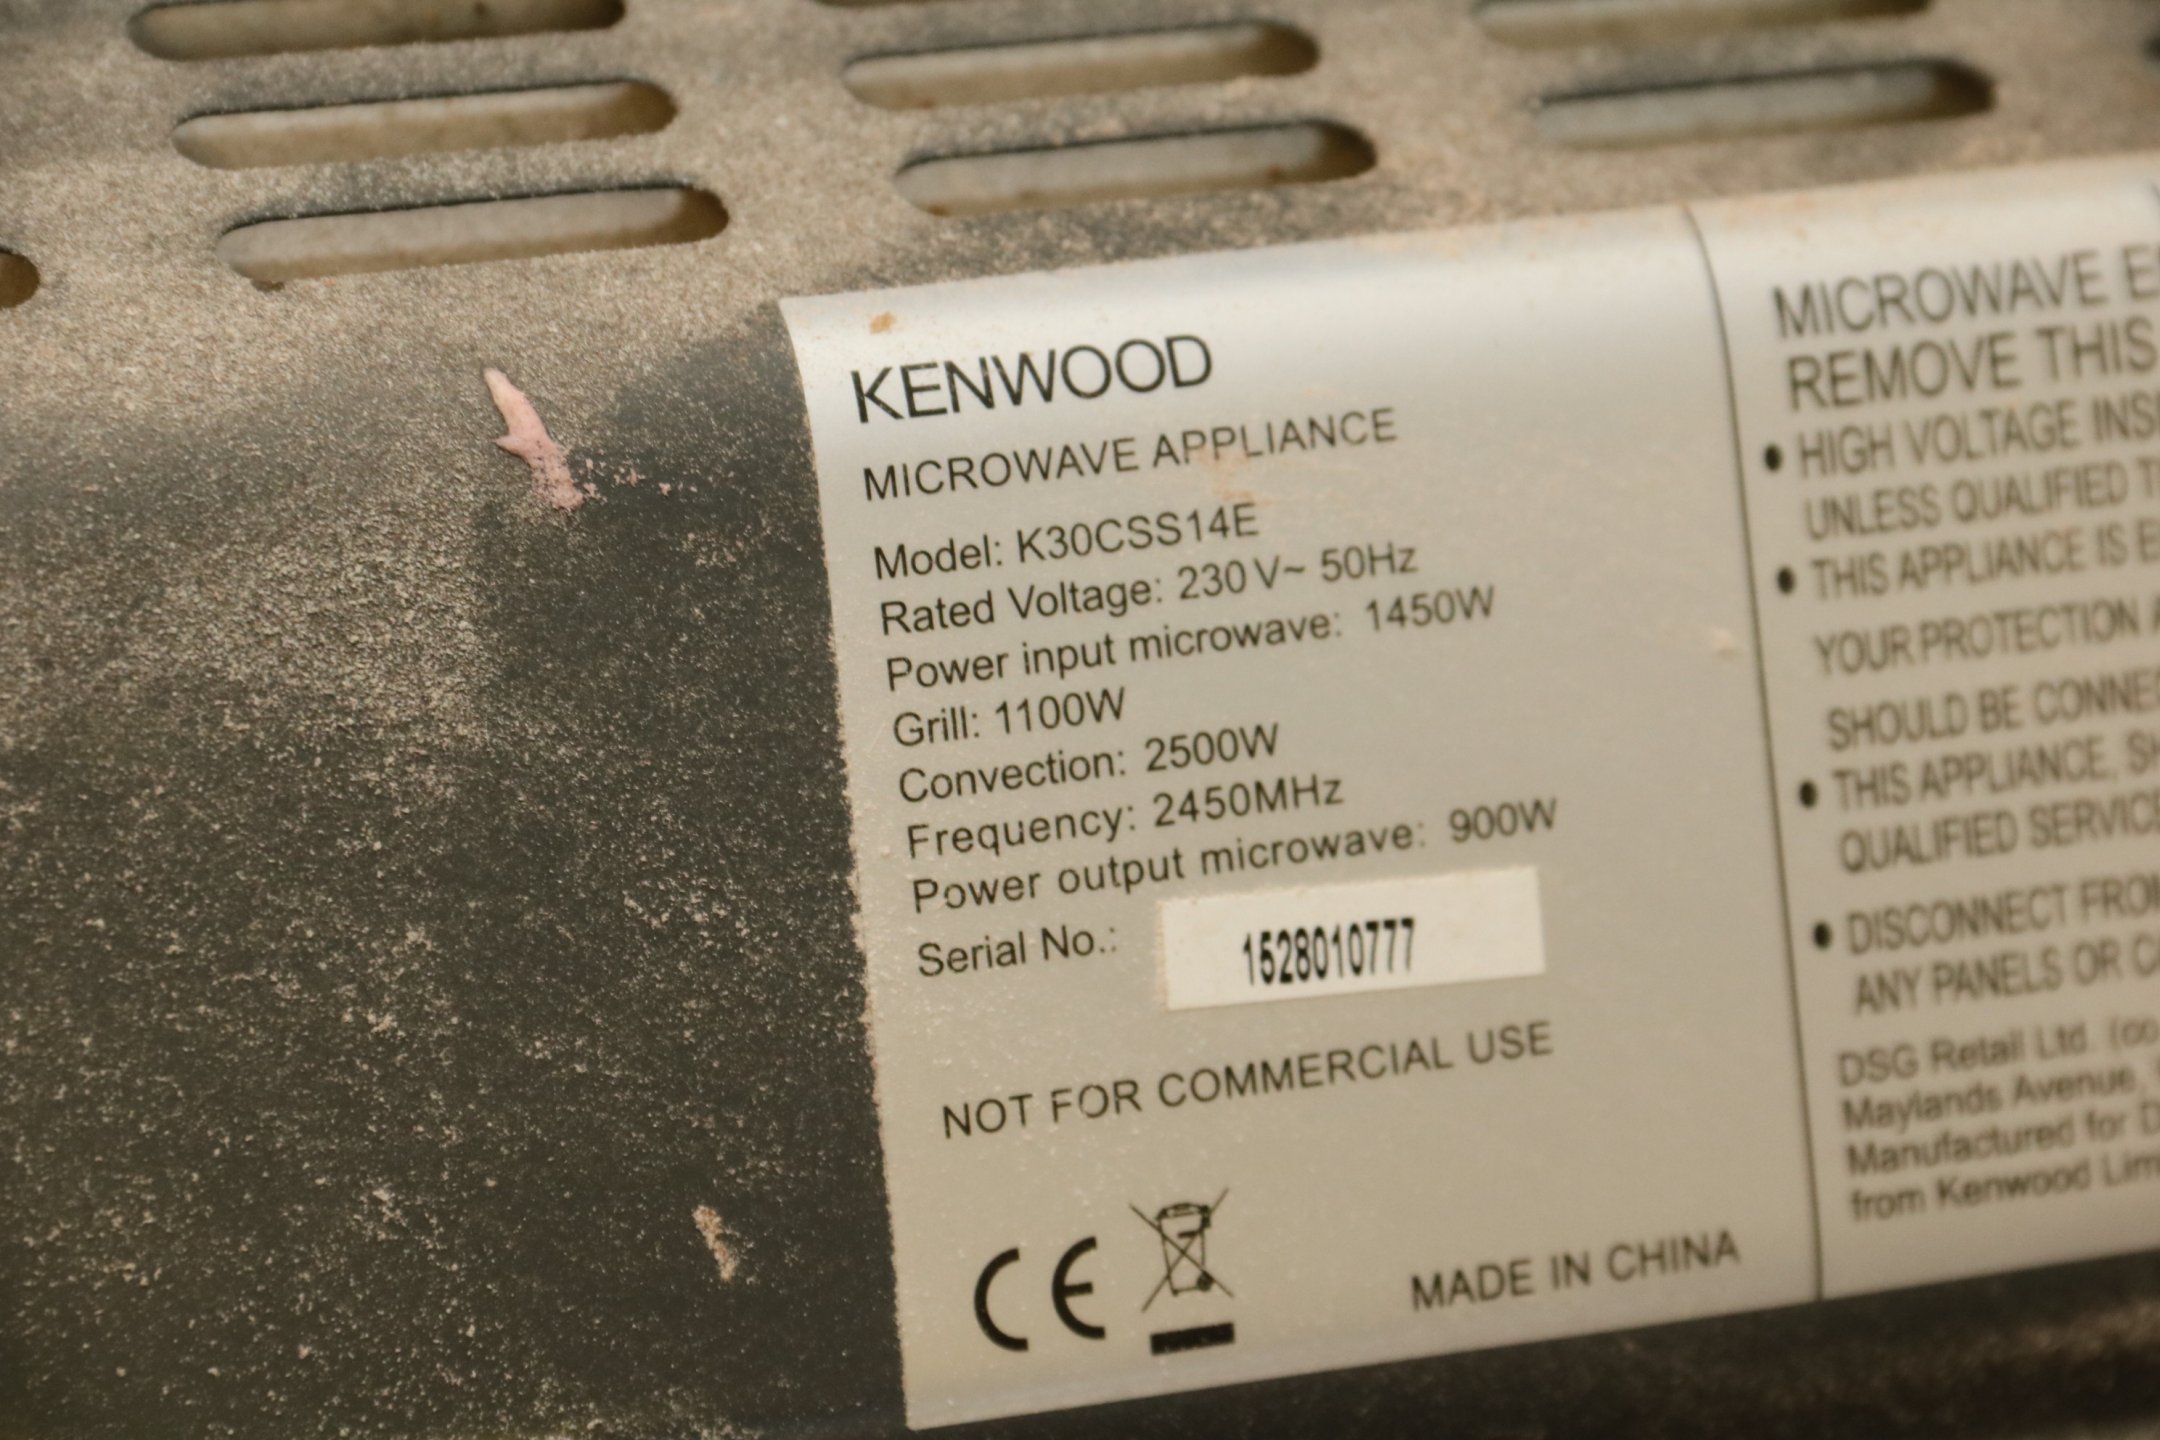 KENWOOD
MICROWAVE APPLIANCE
Model: K30CSS14E
Rated Voltage: 230 V~ 50Hz
Power input microwave: 1450W
Grill: 1100W
Convection: 2500W
Frequency: 2450MHz
Power output microwave: 900W
Serial No.: 1528010777
NOT FOR COMMERCIAL USE
CE
MADE IN CHINA
MICROWAVE
REMOVE THIS
• HIGH VOLTAGE
UNLESS QUALIFIED
• THIS APPLIANCE IS
YOUR PROTECTION
SHOULD BE
• THIS APPLIANCE,
QUALIFIED
• DISCONNECT
ANY PANELS OR
DSG Retail Ltd.
Maylands Avenue,
Manufactured for
from Kenwood